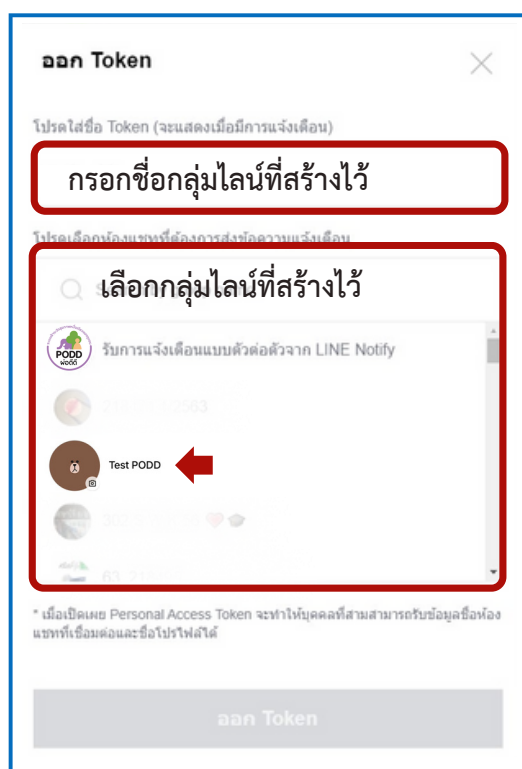 ออก Token
โปรดใส่ชื่อ Token (จะแสดงเมื่อมีการแจ้งเตือน)
กรอกชื่อกลุ่มไลน์ที่สร้างไว้
โปรดเลือกห้องแชทที่ต้องการส่งข้อความแจ้งเตือน
เลือกกลุ่มไลน์ที่สร้างไว้
PODD
ผ่อดีดี
รับการแจ้งเตือนแบบตัวต่อตัวจาก LINE Notify
Test PODD
* เมื่อเปิดเผย Personal Access Token จะทำให้บุคคลที่สามสามารถรับข้อมูลชื่อห้อง
แชทที่เชื่อมต่อและชื่อโปรไฟล์ได้
ออก Token